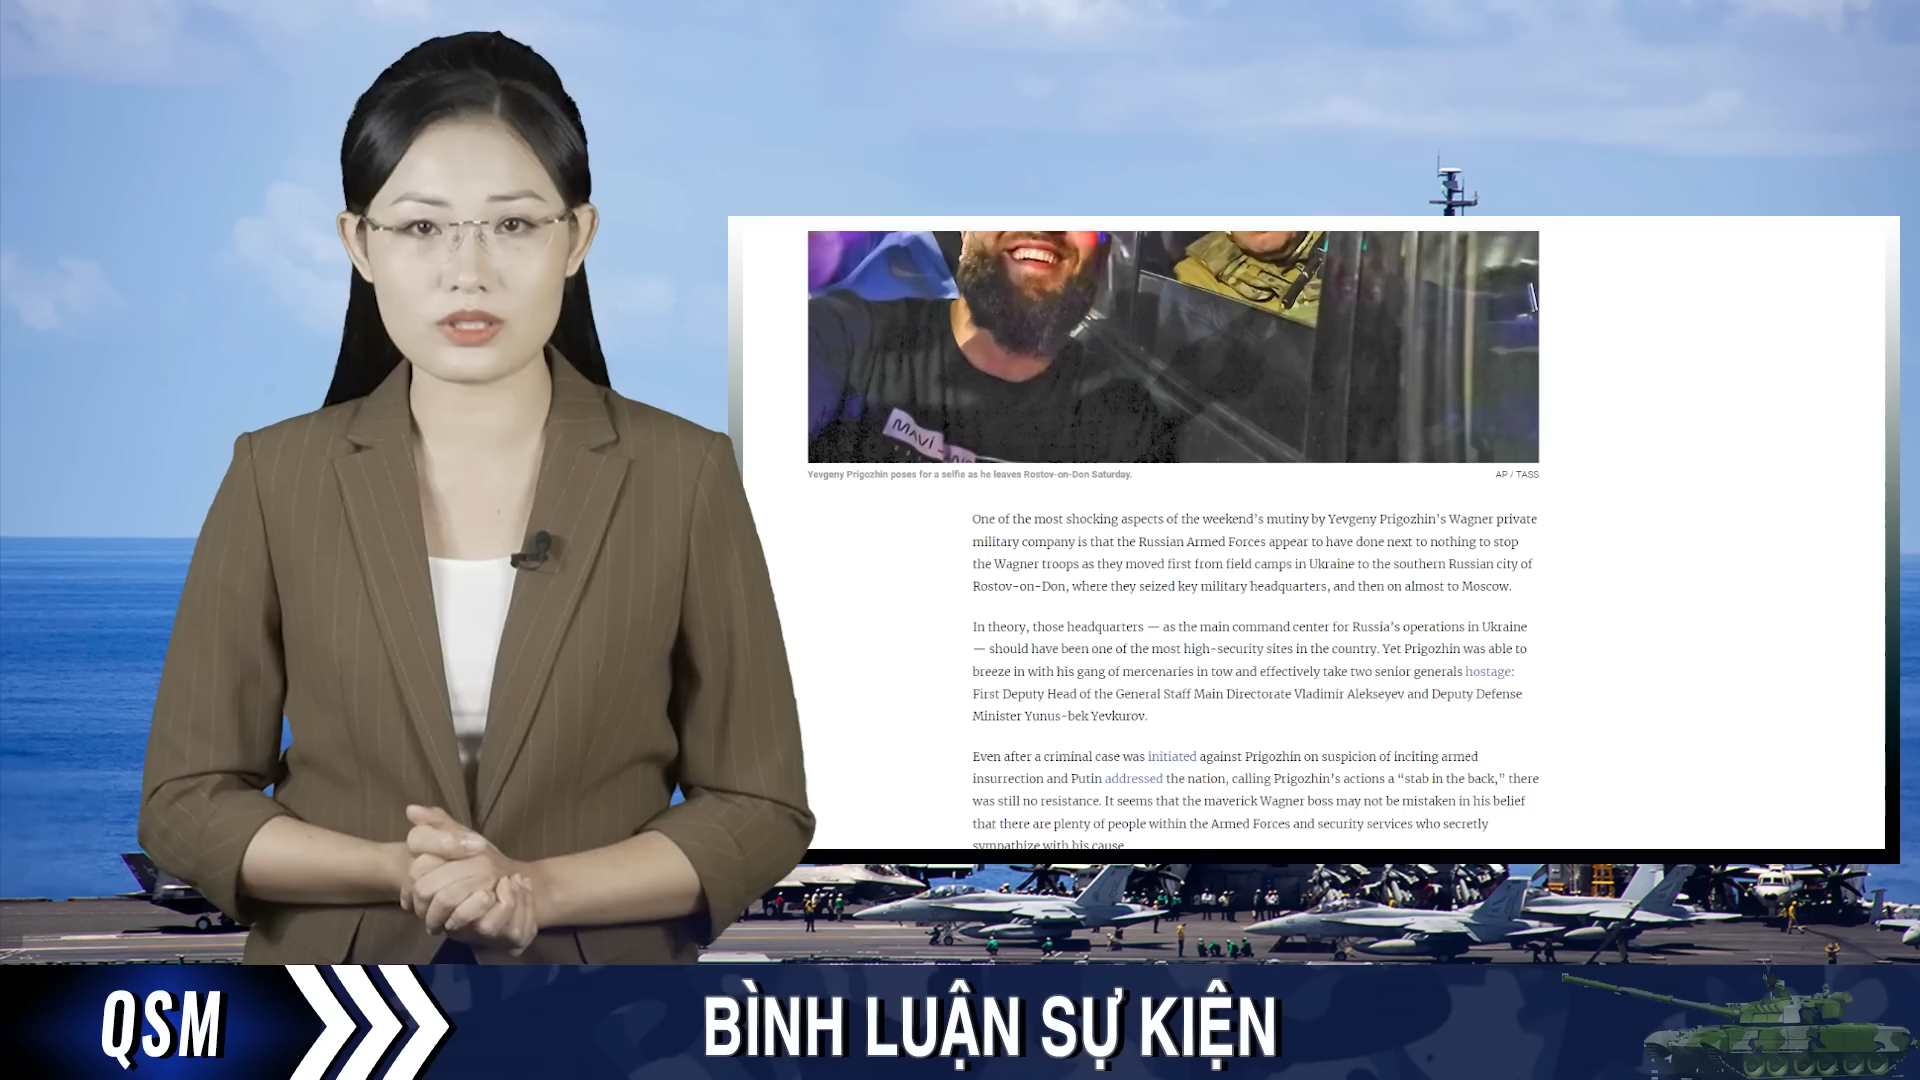 MAVİ
Yevgeny Prigozhin poses for a selfie as he leaves Rostov-on-Don Saturday.
AP / TASS
One of the most shocking aspects of the weekend's mutiny by Yevgeny Prigozhin's Wagner private
military company is that the Russian Armed Forces appear to have done next to nothing to stop
the Wagner troops as they moved first from field camps in Ukraine to the southern Russian city of
Rostov-on-Don, where they seized key military headquarters, and then on almost to Moscow.
In theory, those headquarters — as the main command center for Russia's operations in Ukraine
— should have been one of the most high-security sites in the country. Yet Prigozhin was able to
breeze in with his gang of mercenaries in tow and effectively take two senior generals hostage:
First Deputy Head of the General Staff Main Directorate Vladimir Alekseyev and Deputy Defense
Minister Yunus-bek Yevkurov.
Even after a criminal case was initiated against Prigozhin on suspicion of inciting armed
insurrection and Putin addressed the nation, calling Prigozhin's actions a “stab in the back,” there
was still no resistance. It seems that the maverick Wagner boss may not be mistaken in his belief
that there are plenty of people within the Armed Forces and security services who secretly
sympathize with his cause
QSM
BÌNH LUẬN SỰ KIỆN